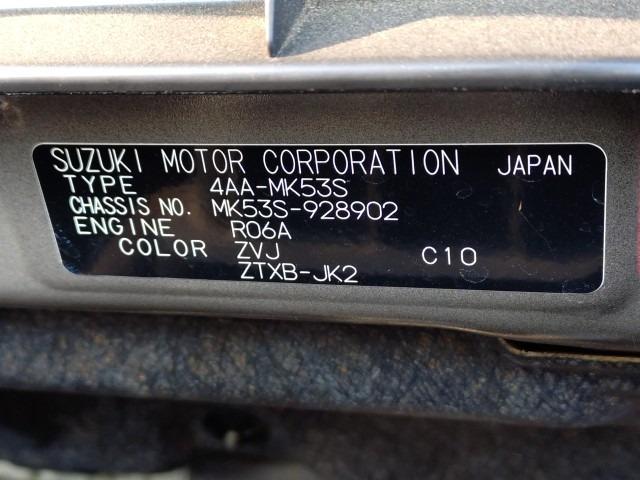 SUZUKI MOTOR CORPORATION JAPAN
TYPE 4AA-MK53S
CHASSIS NO. MK53S-928902
ENGINE R06A
COLOR ZVJ C10
ZTXB-JK2